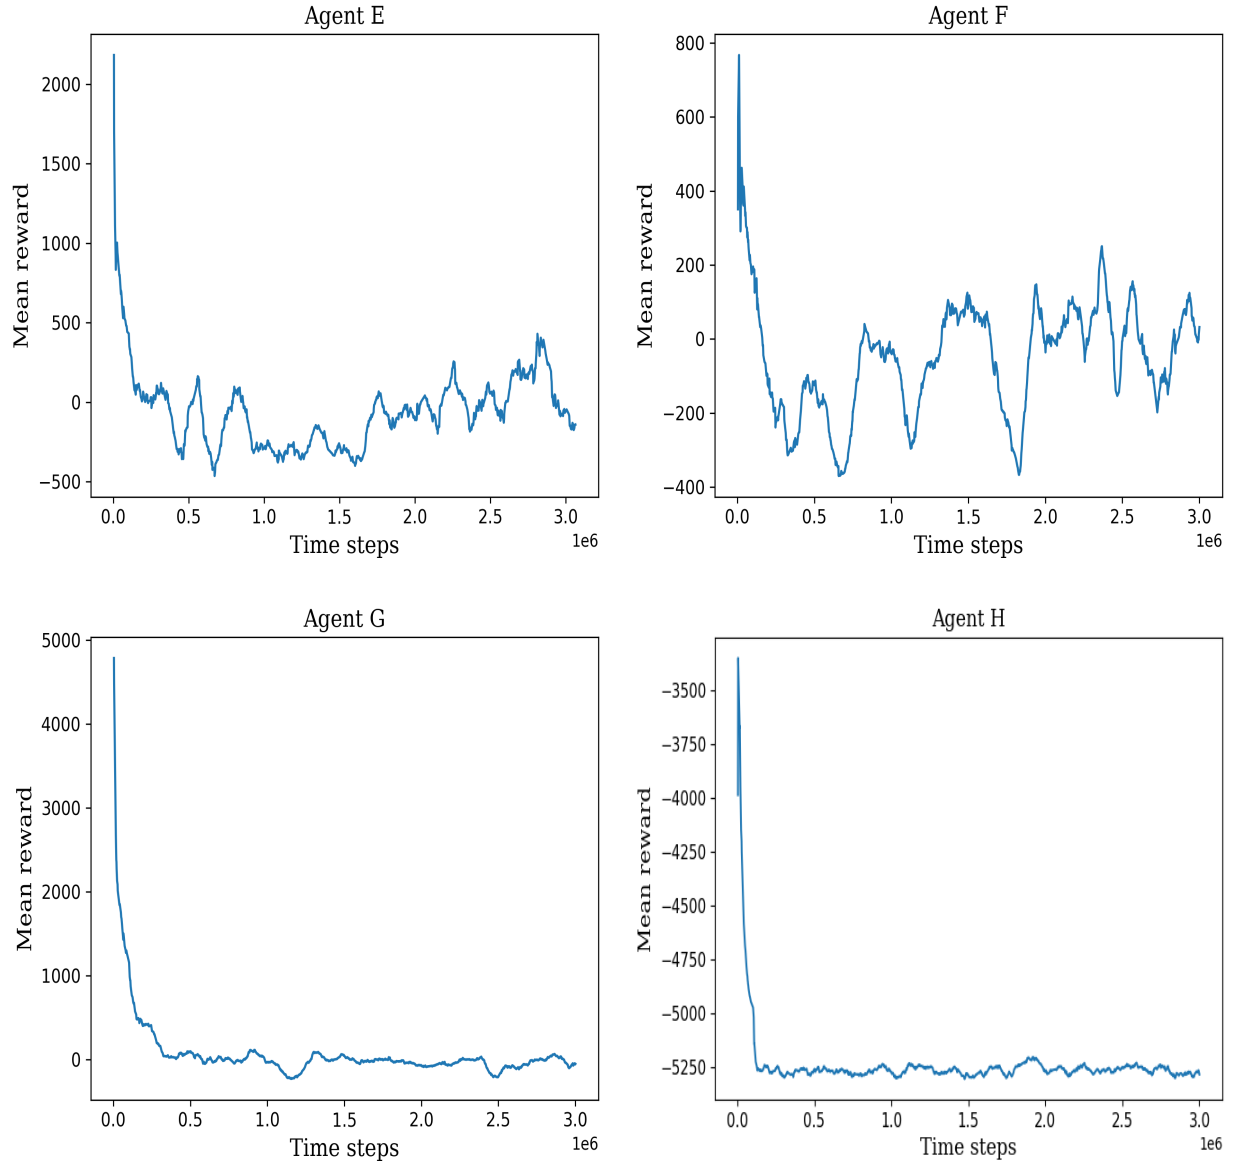 Agent E
Mean reward
2000
1500
1000
500
0
−500
0.0 0.5 1.0 1.5 2.0 2.5 3.0
1e6
Time steps
Agent F
Mean reward
800
600
400
200
0
−200
−400
0.0 0.5 1.0 1.5 2.0 2.5 3.0
1e6
Time steps
Agent G
Mean reward
5000
4000
3000
2000
1000
0
0.0 0.5 1.0 1.5 2.0 2.5 3.0
1e6
Time steps
Agent H
Mean reward
−3500
−3750
−4000
−4250
−4500
−4750
−5000
−5250
0.0 0.5 1.0 1.5 2.0 2.5 3.0
1e6
Time steps